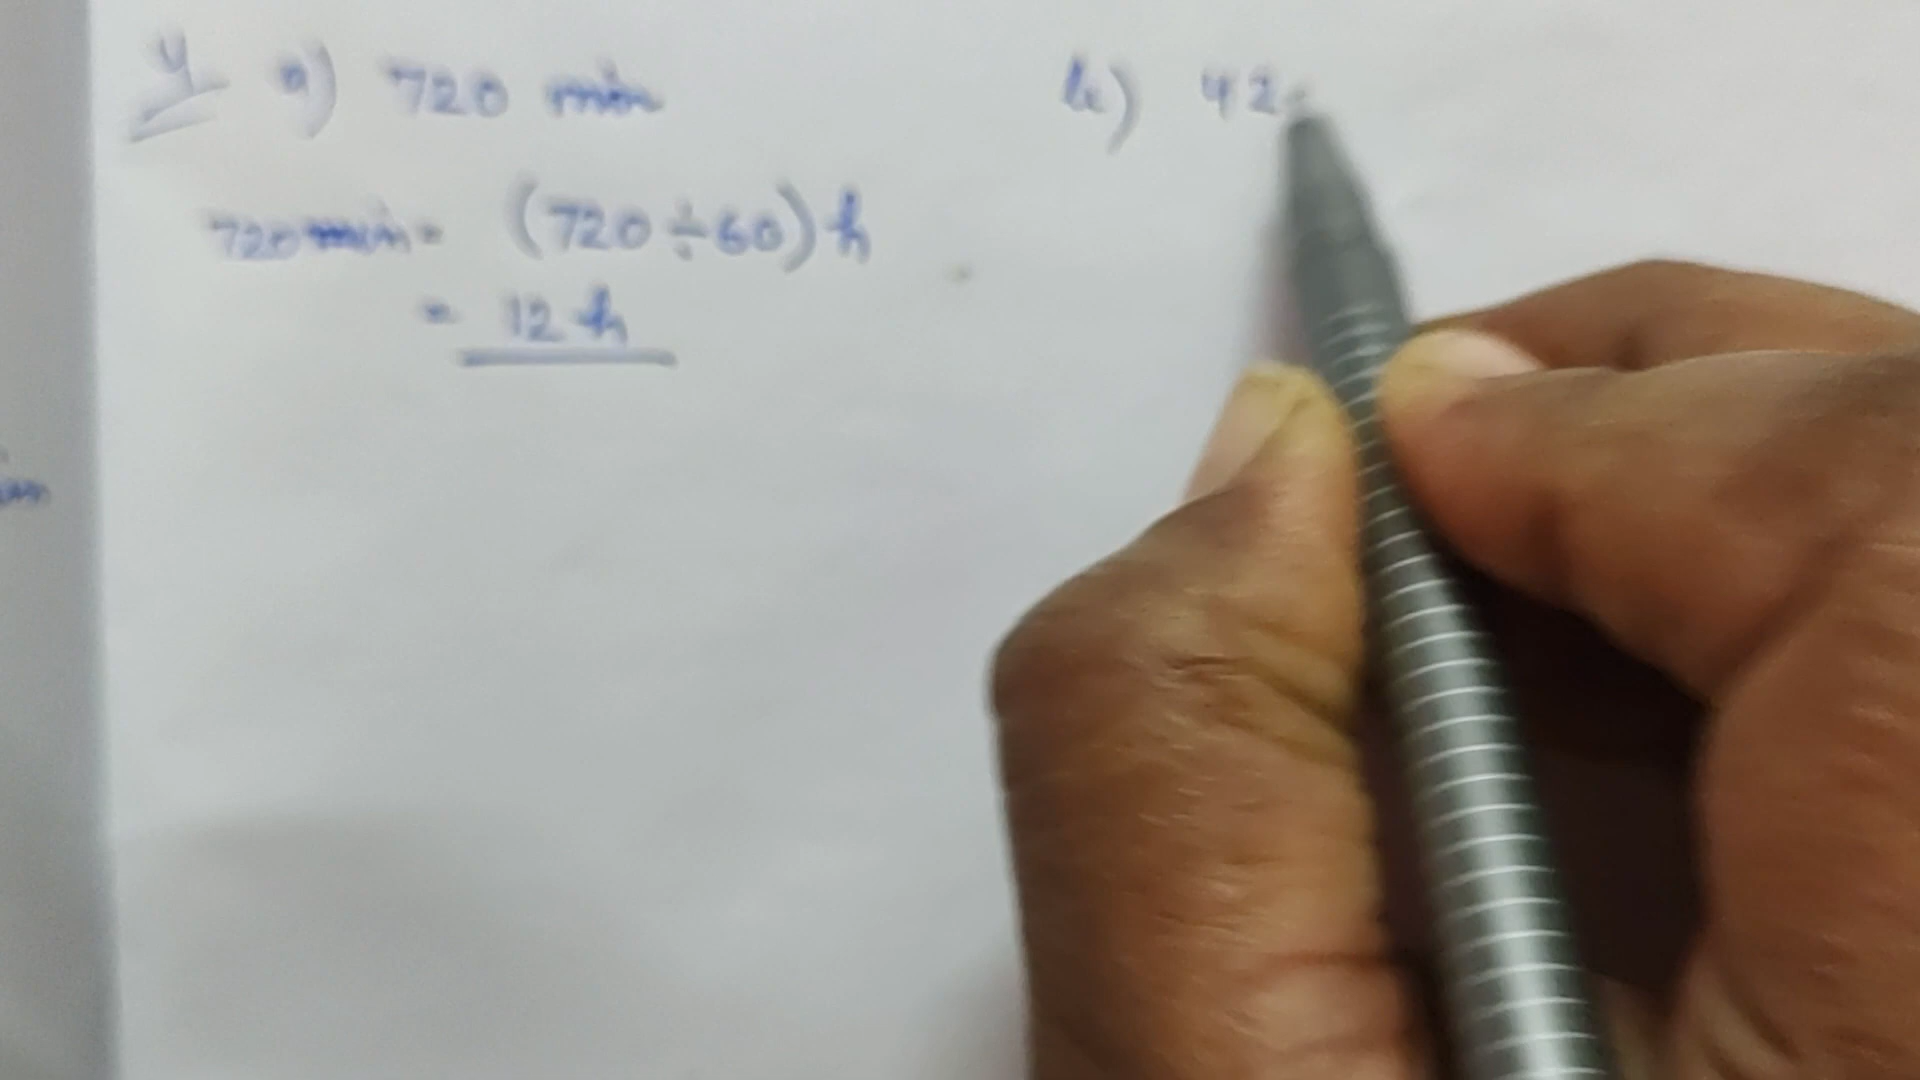 4 a) 720 min
720 min = (720 ÷ 60) h
= 12 h
b) 42